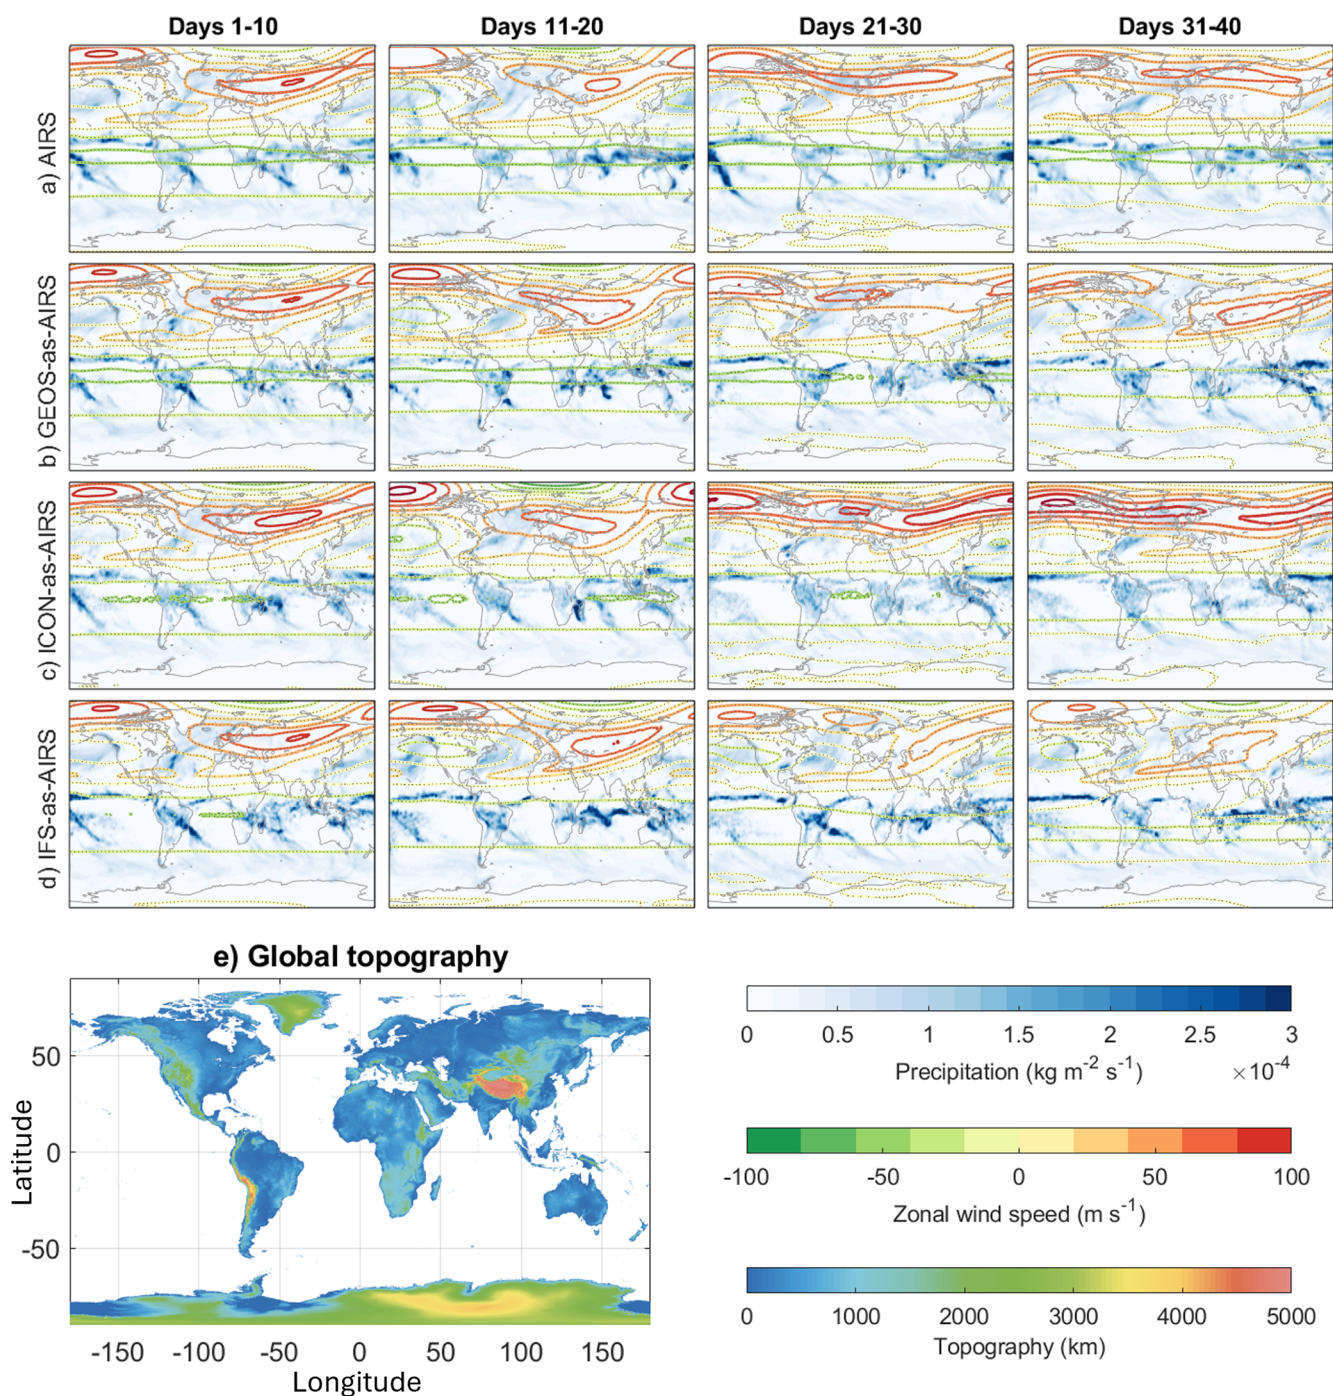 Days 1-10
Days 11-20
Days 21-30
Days 31-40
a) AIRS
b) GEOS-as-AIRS
c) ICON-as-AIRS
d) IFS-as-AIRS
e) Global topography
50
0
-50
Latitude
-150 -100 -50 0 50 100 150
Longitude
0 0.5 1 1.5 2 2.5 3
Precipitation (kg m⁻² s⁻¹) ×10⁻⁴
-100 -50 0 50 100
Zonal wind speed (m s⁻¹)
0 1000 2000 3000 4000 5000
Topography (km)